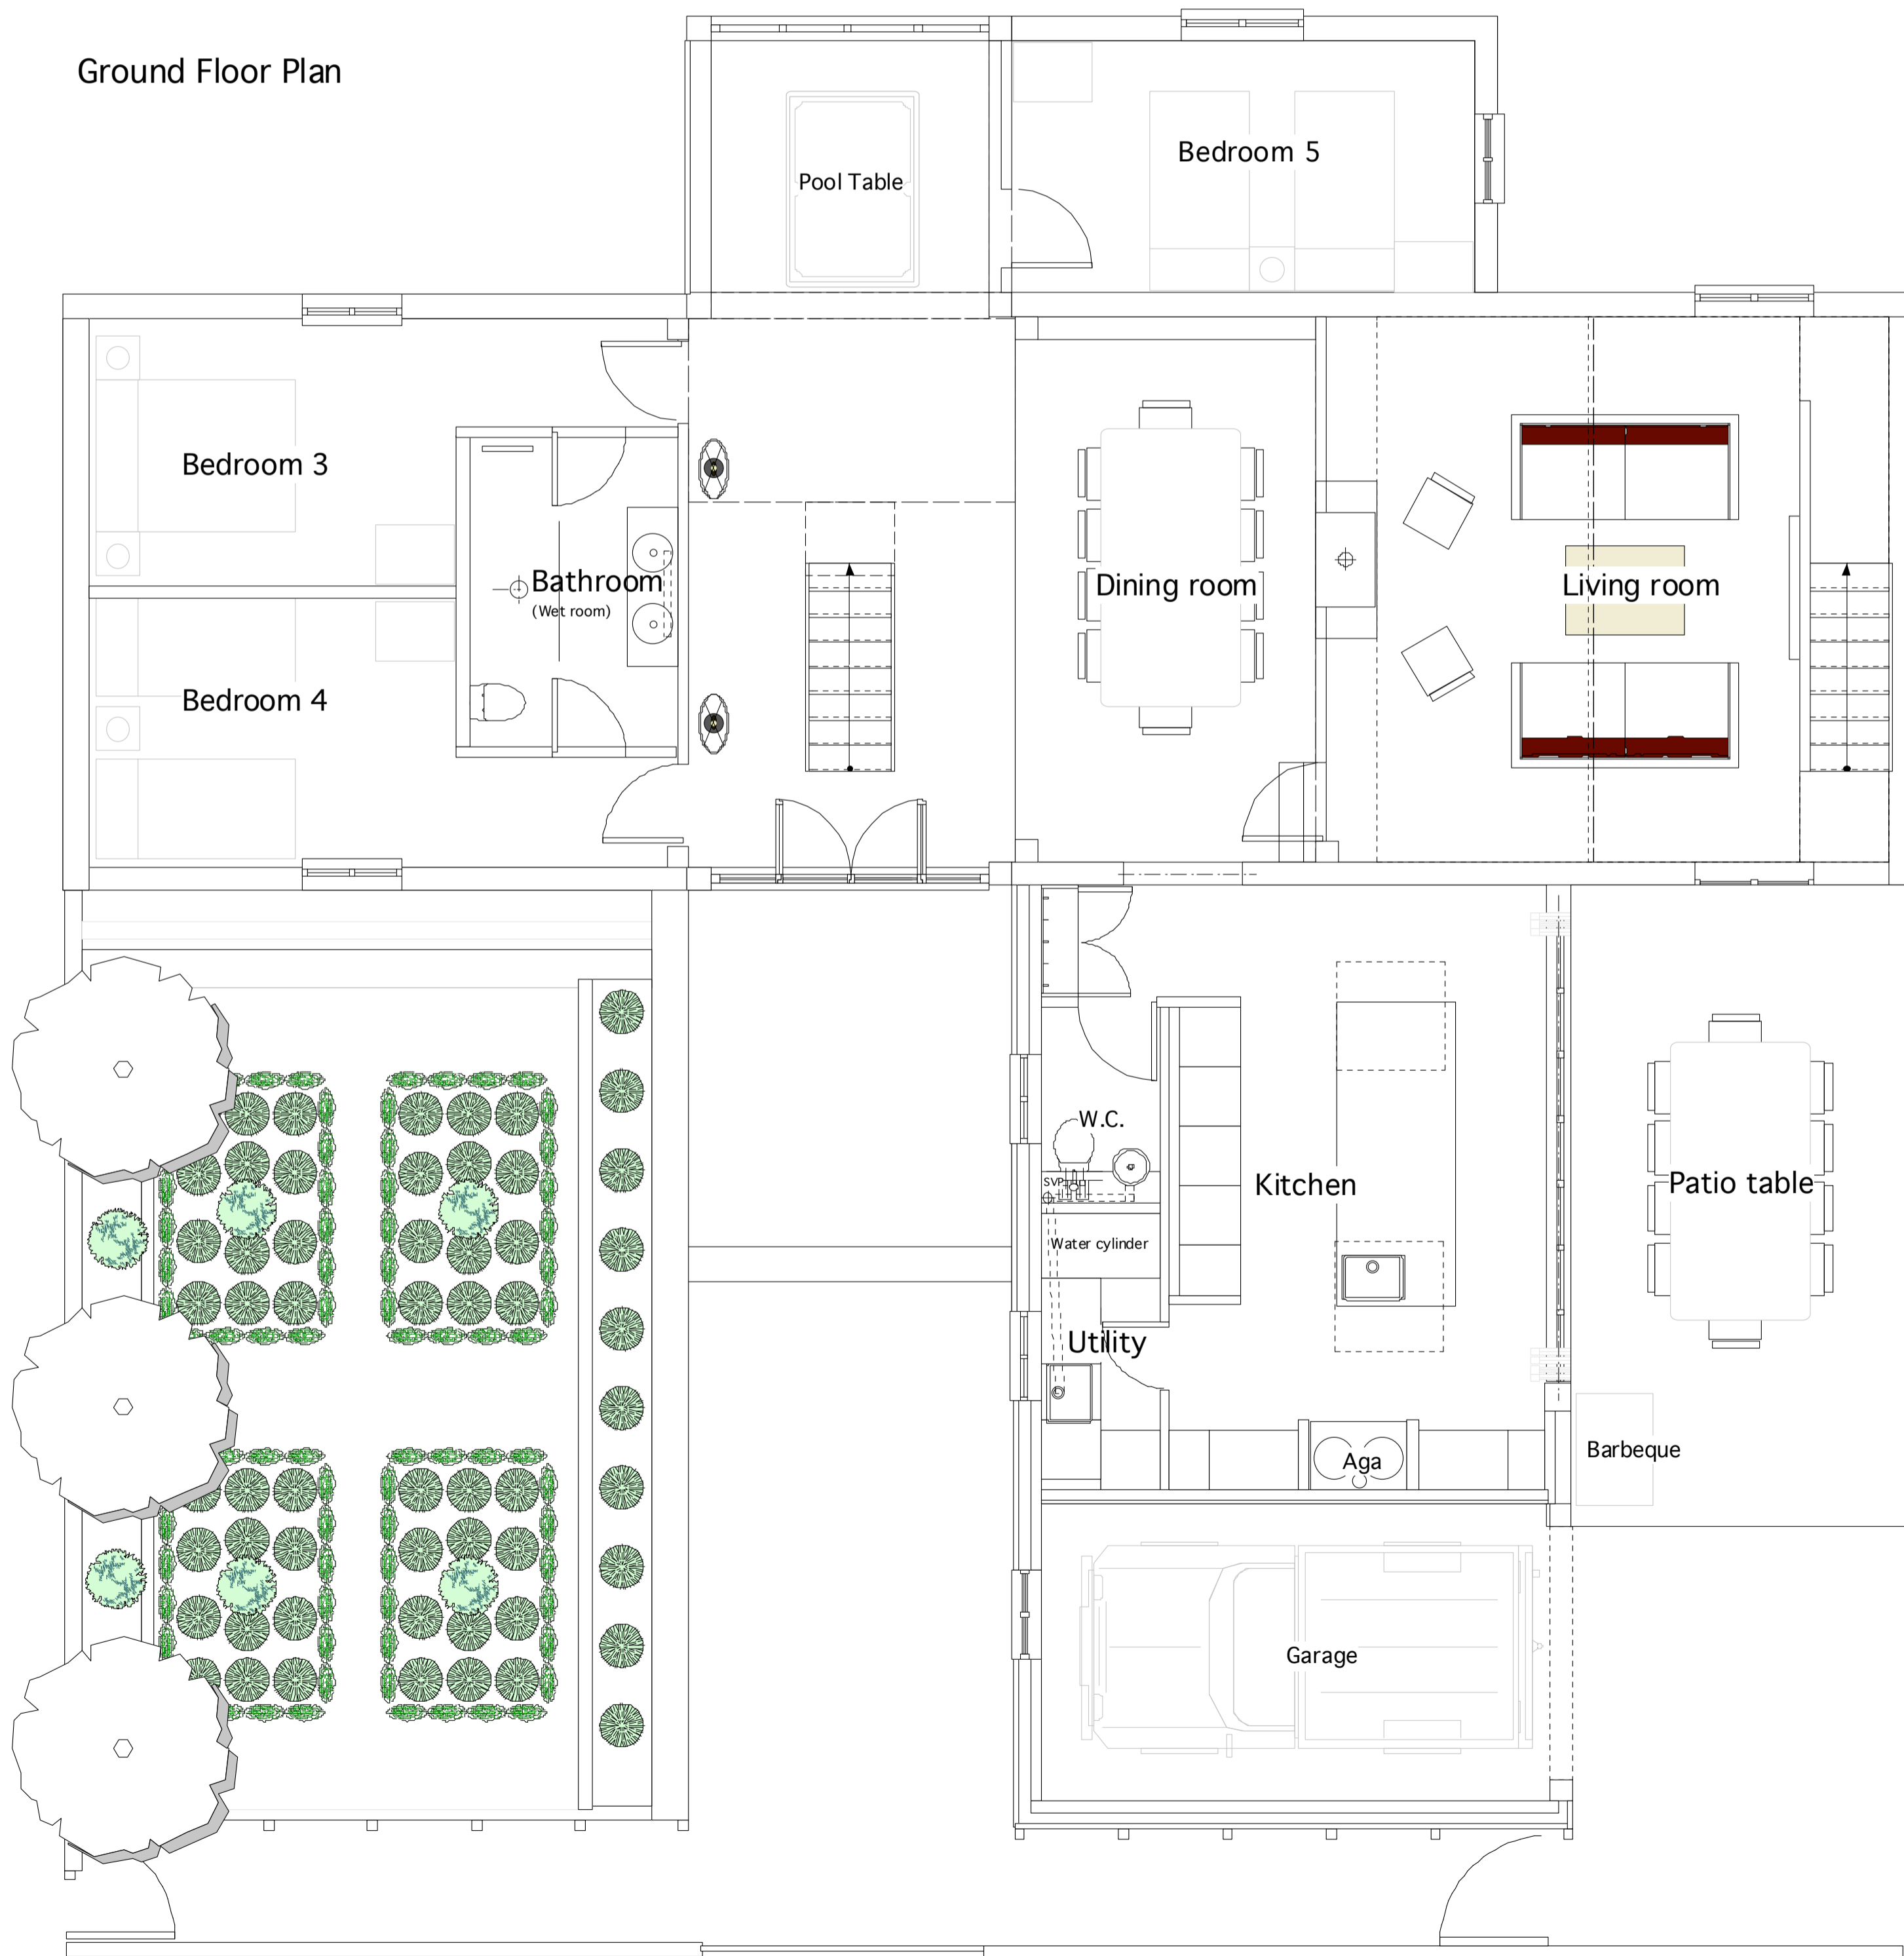 Ground Floor Plan
Bedroom 5
Pool Table
Bedroom 3
Bathroom
(Wet room)
Dining room
Living room
Bedroom 4
W.C.
SVP
Kitchen
Patio table
Water cylinder
Utility
Aga
Barbeque
Garage